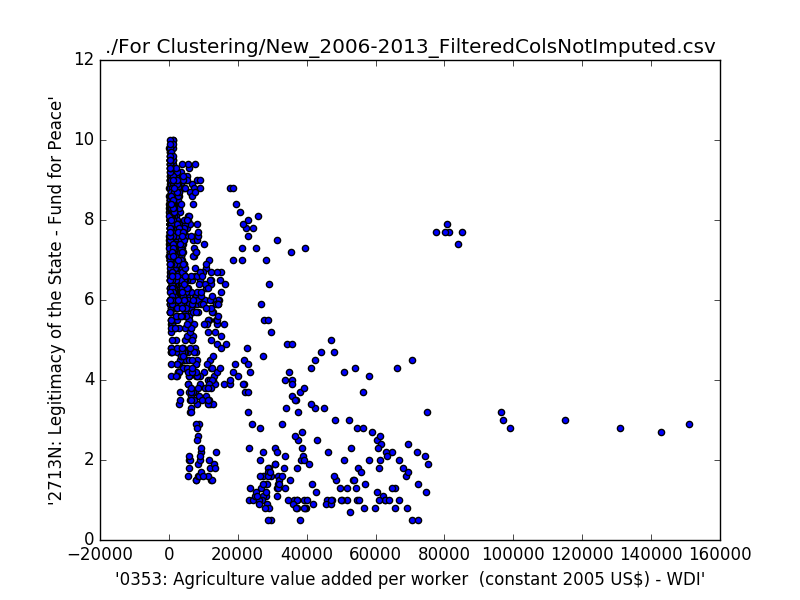 ./For Clustering/New_2006-2013_FilteredColsNotImputed.csv
12
10
8
6
4
2
0
'2713N: Legitimacy of the State - Fund for Peace'
−20000 0 20000 40000 60000 80000 100000 120000 140000 160000
'0353: Agriculture value added per worker  (constant 2005 US$) - WDI'